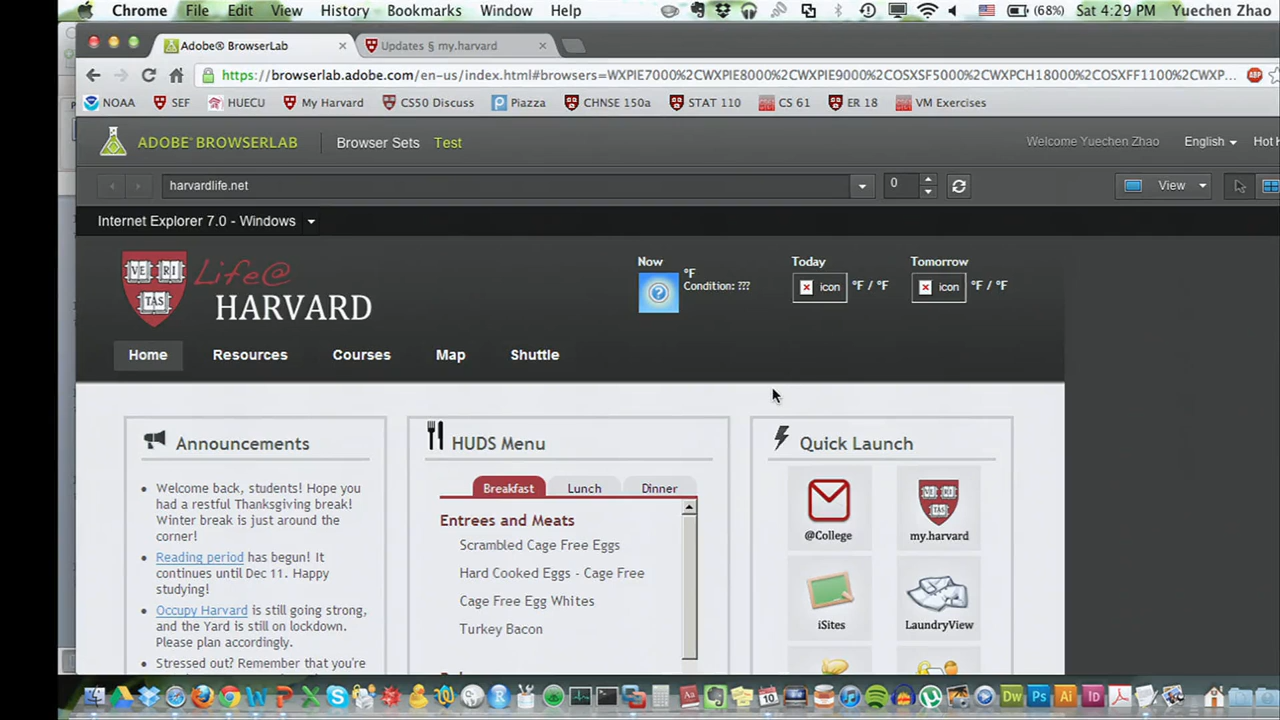 Chrome File Edit View History Bookmarks Window Help (68%) Sat 4:29 PM Yuechen Zhao
Adobe® BrowserLab Updates § my.harvard
https://browserlab.adobe.com/en-us/index.html#browsers=WXPIE7000%2CWXPIE8000%2CWXPIE9000%2COSXSF5000%2CWXPCH18000%2COSXFF1100%2CWXP...
NOAA SEF HUECU My Harvard CS50 Discuss Piazza CHNSE 150a STAT 110 CS 61 ER 18 VM Exercises
ADOBE® BROWSERLAB Browser Sets Test Welcome Yuechen Zhao English Hot
harvardlife.net 0 View
Internet Explorer 7.0 - Windows
VE RI TAS
Life@
HARVARD
Now Today Tomorrow
°F
Condition: ???
icon °F / °F icon °F / °F
Home Resources Courses Map Shuttle
Announcements
Welcome back, students! Hope you
had a restful Thanksgiving break!
Winter break is just around the
corner!
Reading period has begun! It
continues until Dec 11. Happy
studying!
Occupy Harvard is still going strong,
and the Yard is still on lockdown.
Please plan accordingly.
Stressed out? Remember that you're
HUDS Menu
Breakfast Lunch Dinner
Entrees and Meats
Scrambled Cage Free Eggs
Hard Cooked Eggs - Cage Free
Cage Free Egg Whites
Turkey Bacon
Quick Launch
@College my.harvard
iSites LaundryView
Dw Ps Ai Id